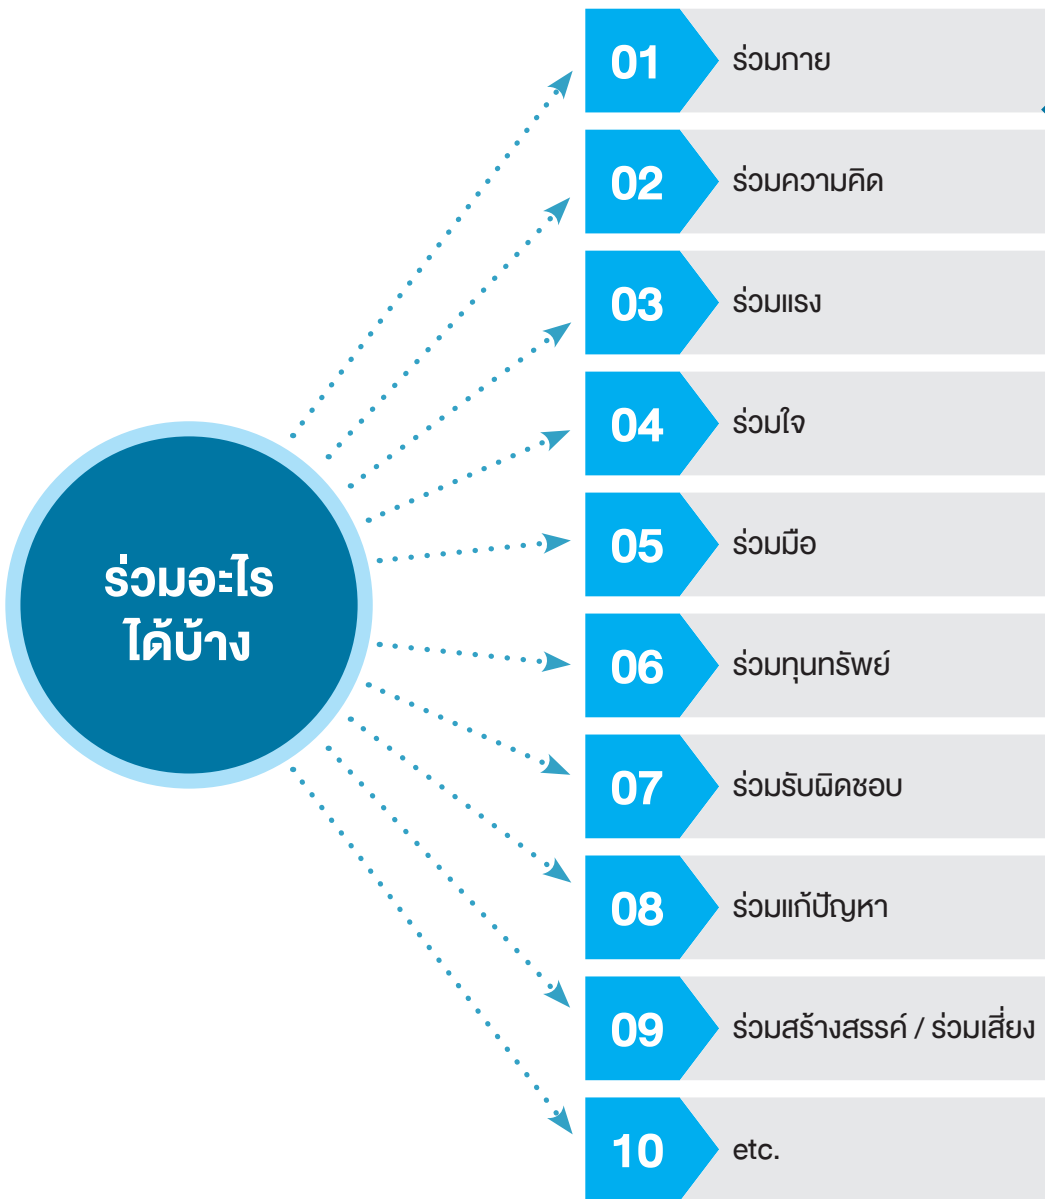 ร่วมอะไร
ได้บ้าง
01 ร่วมกาย
02 ร่วมความคิด
03 ร่วมแรง
04 ร่วมใจ
05 ร่วมมือ
06 ร่วมทุนทรัพย์
07 ร่วมรับผิดชอบ
08 ร่วมแก้ปัญหา
09 ร่วมสร้างสรรค์ / ร่วมเสี่ยง
10 etc.